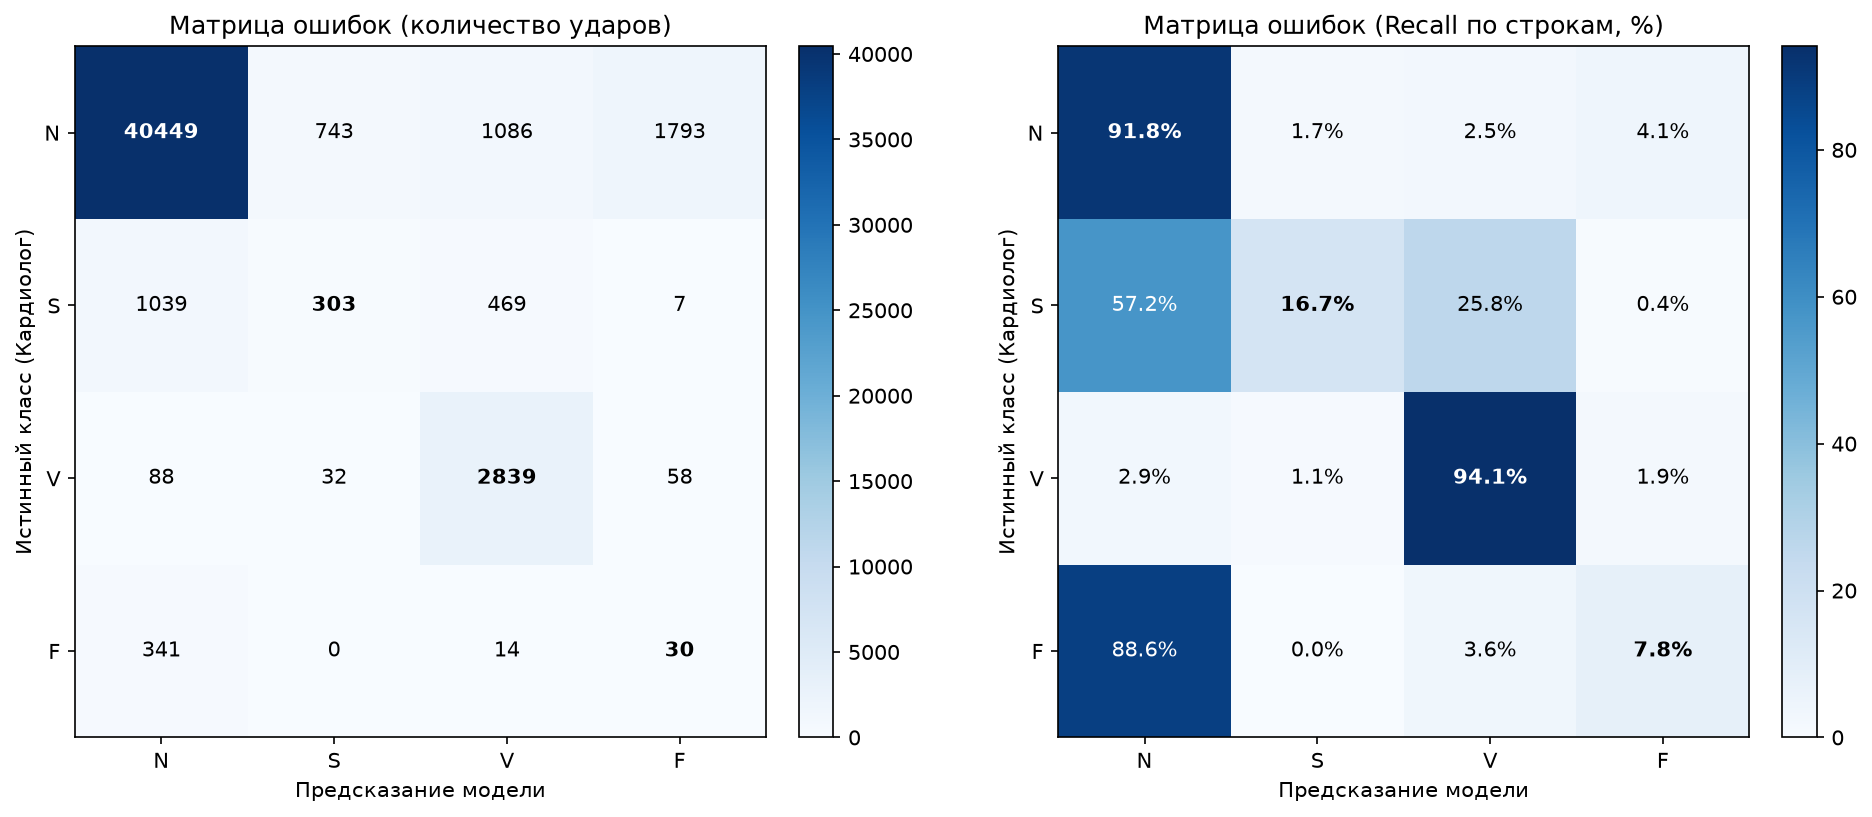 Матрица ошибок (количество ударов)
N 40449 743 1086 1793
S 1039 303 469 7
V 88 32 2839 58
F 341 0 14 30
N S V F
Предсказание модели
Истинный класс (Кардиолог)
40000
35000
30000
25000
20000
15000
10000
5000
0
Матрица ошибок (Recall по строкам, %)
N 91.8% 1.7% 2.5% 4.1%
S 57.2% 16.7% 25.8% 0.4%
V 2.9% 1.1% 94.1% 1.9%
F 88.6% 0.0% 3.6% 7.8%
N S V F
Предсказание модели
Истинный класс (Кардиолог)
80
60
40
20
0